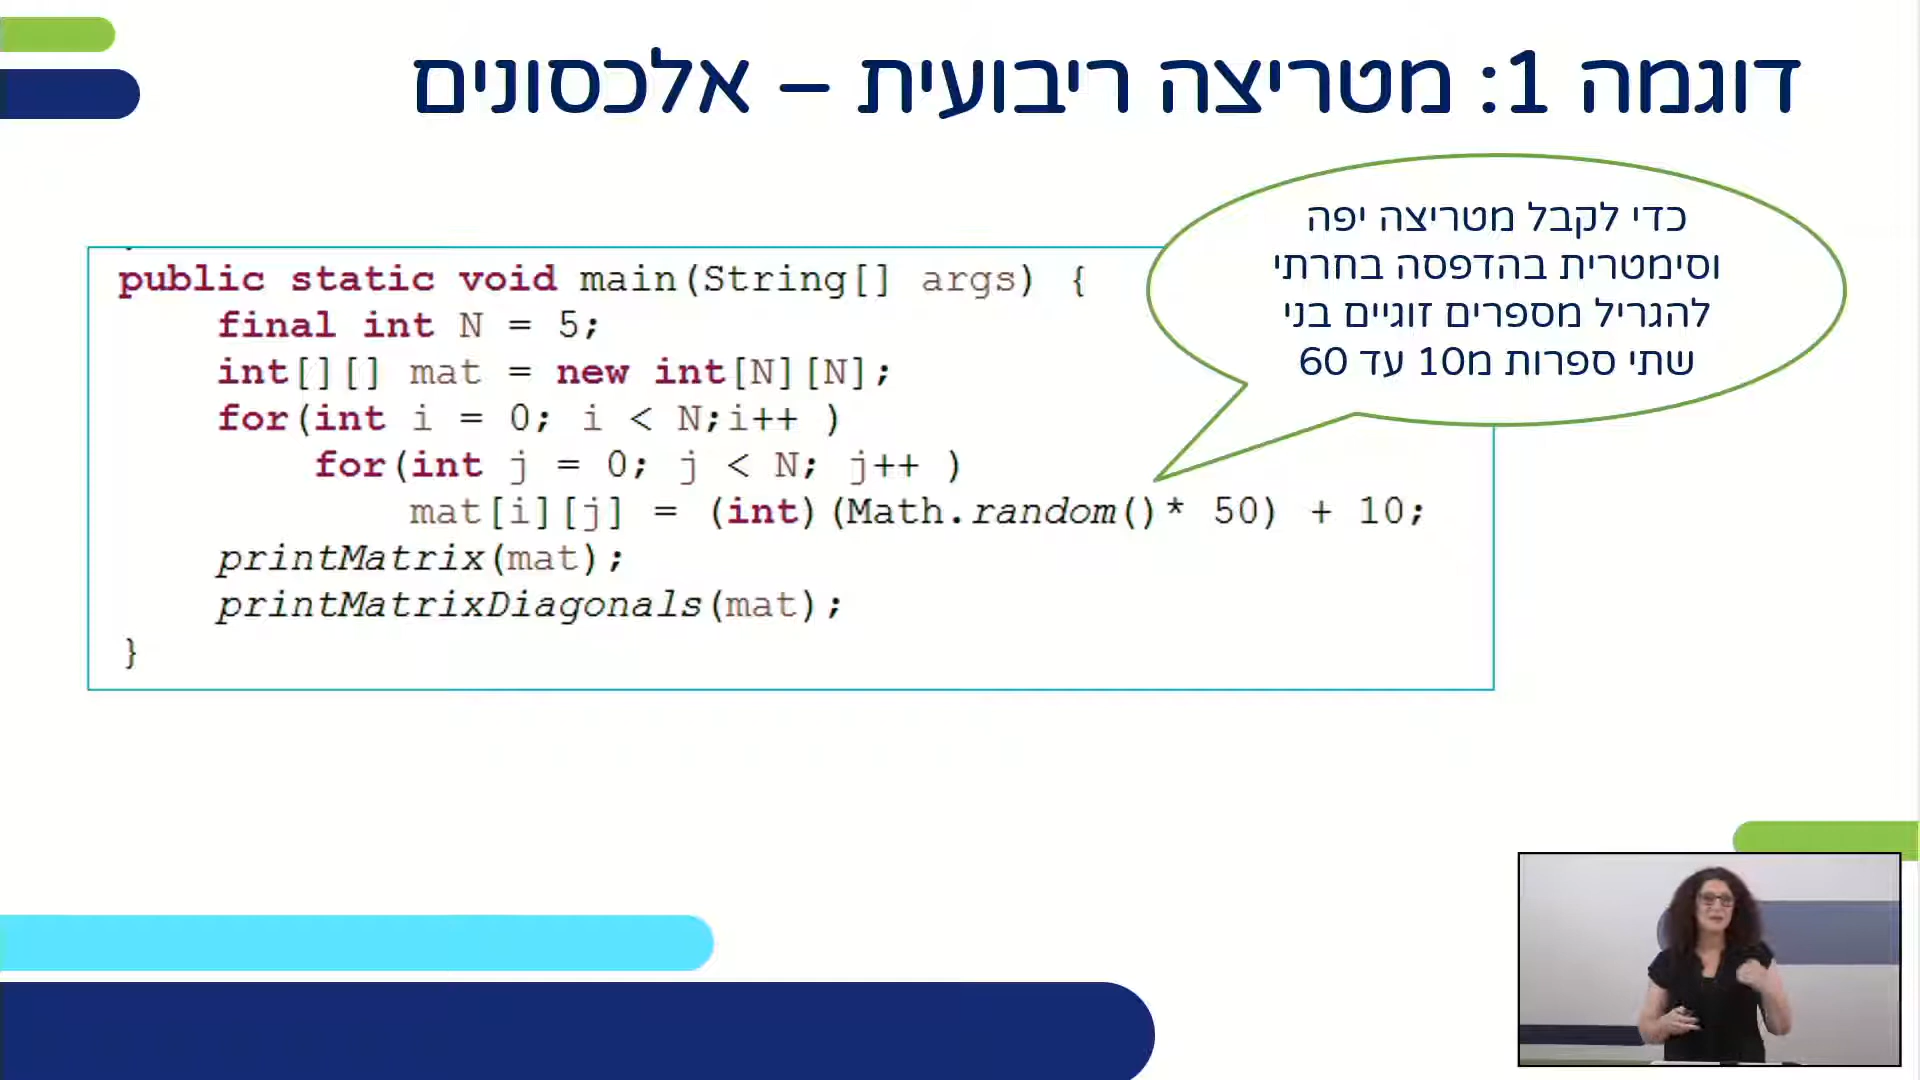 דוגמה 1: מטריצה ריבועית – אלכסונים
כדי לקבל מטריצה יפה
וסימטרית בהדפסה בחרתי
להגריל מספרים זוגיים בני
שתי ספרות מ10 עד 60
public static void main(String[] args) {
final int N = 5;
int[][] mat = new int[N][N];
for(int i = 0; i < N;i++ )
for(int j = 0; j < N; j++ )
mat[i][j] = (int)(Math.random()* 50) + 10;
printMatrix(mat);
printMatrixDiagonals(mat);
}